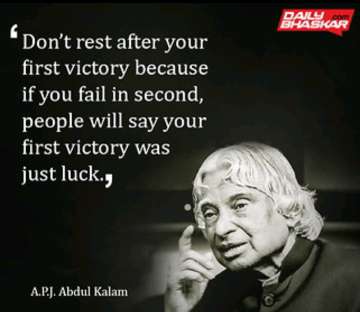 DAILY
BHASKAR.com
‘Don’t rest after your
first victory because
if you fail in second,
people will say your
first victory was
just luck.,
A.P.J. Abdul Kalam